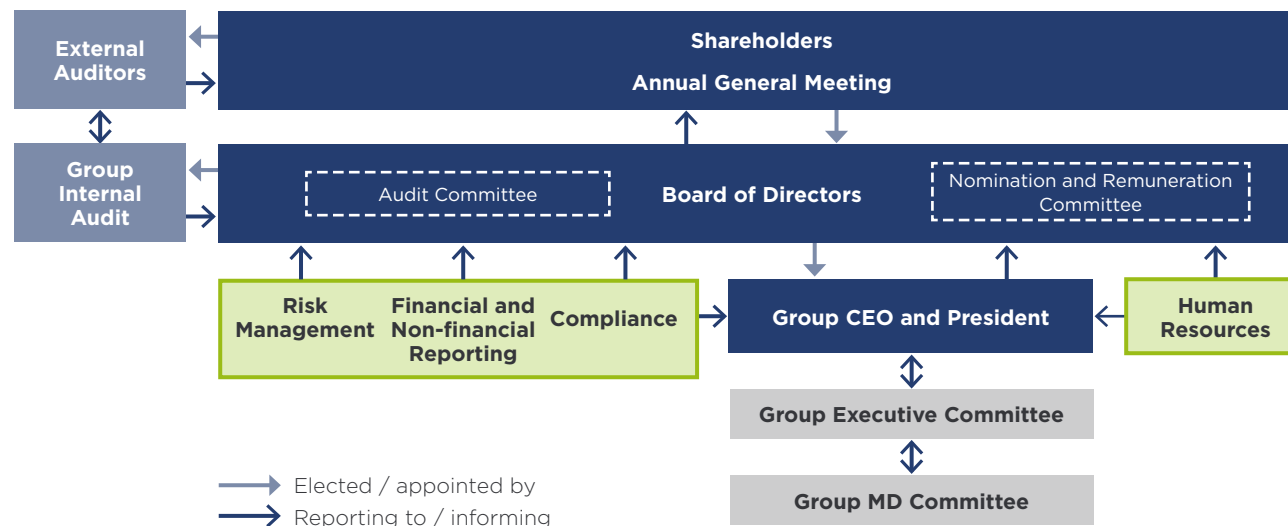 External
Auditors
Shareholders
Annual General Meeting
Group
Internal
Audit
Audit Committee
Board of Directors
Nomination and Remuneration
Committee
Risk
Management
Financial and
Non-financial
Reporting
Compliance
Group CEO and President
Human
Resources
Group Executive Committee
Group MD Committee
Elected / appointed by
Reporting to / informing